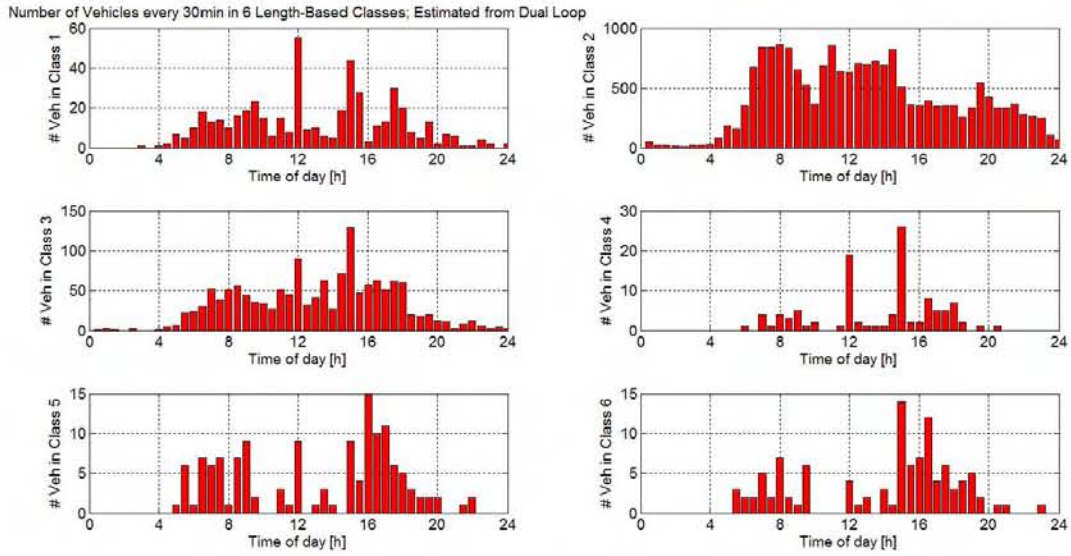 Number of Vehicles every 30min in 6 Length-Based Classes; Estimated from Dual Loop
# Veh in Class 1
60
40
20
0
0 4 8 12 16 20 24
Time of day [h]
# Veh in Class 2
1000
500
0
0 4 8 12 16 20 24
Time of day [h]
# Veh in Class 3
150
100
50
0
0 4 8 12 16 20 24
Time of day [h]
# Veh in Class 4
30
20
10
0
0 4 8 12 16 20 24
Time of day [h]
# Veh in Class 5
15
10
5
0
0 4 8 12 16 20 24
Time of day [h]
# Veh in Class 6
15
10
5
0
0 4 8 12 16 20 24
Time of day [h]